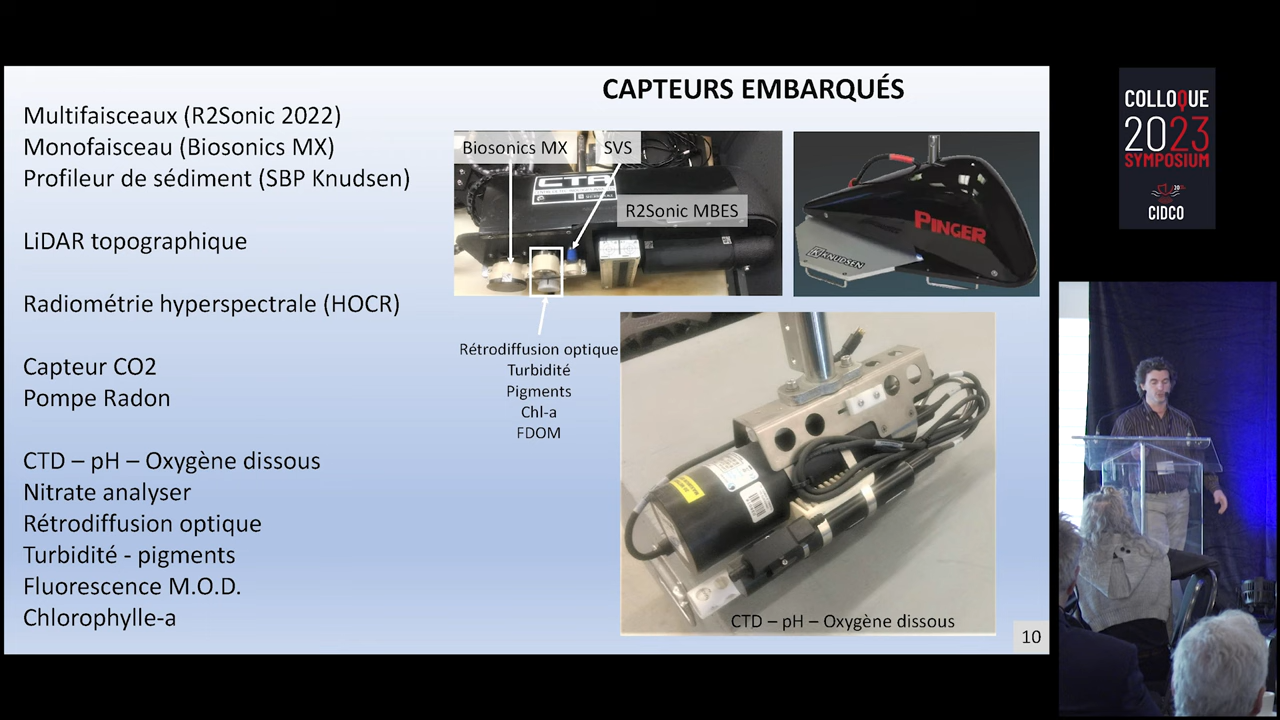 CAPTEURS EMBARQUÉS
Multifaisceaux (R2Sonic 2022)
Monofaisceau (Biosonics MX)
Profileur de sédiment (SBP Knudsen)
LiDAR topographique
Radiométrie hyperspectrale (HOCR)
Capteur CO2
Pompe Radon
CTD – pH – Oxygène dissous
Nitrate analyser
Rétrodiffusion optique
Turbidité - pigments
Fluorescence M.O.D.
Chlorophylle-a
Biosonics MX
SVS
R2Sonic MBES
Rétrodiffusion optique
Turbidité
Pigments
Chl-a
FDOM
PINGER
KNUDSEN
CTD – pH – Oxygène dissous
10
COLLOQUE
2023
SYMPOSIUM
CIDCO